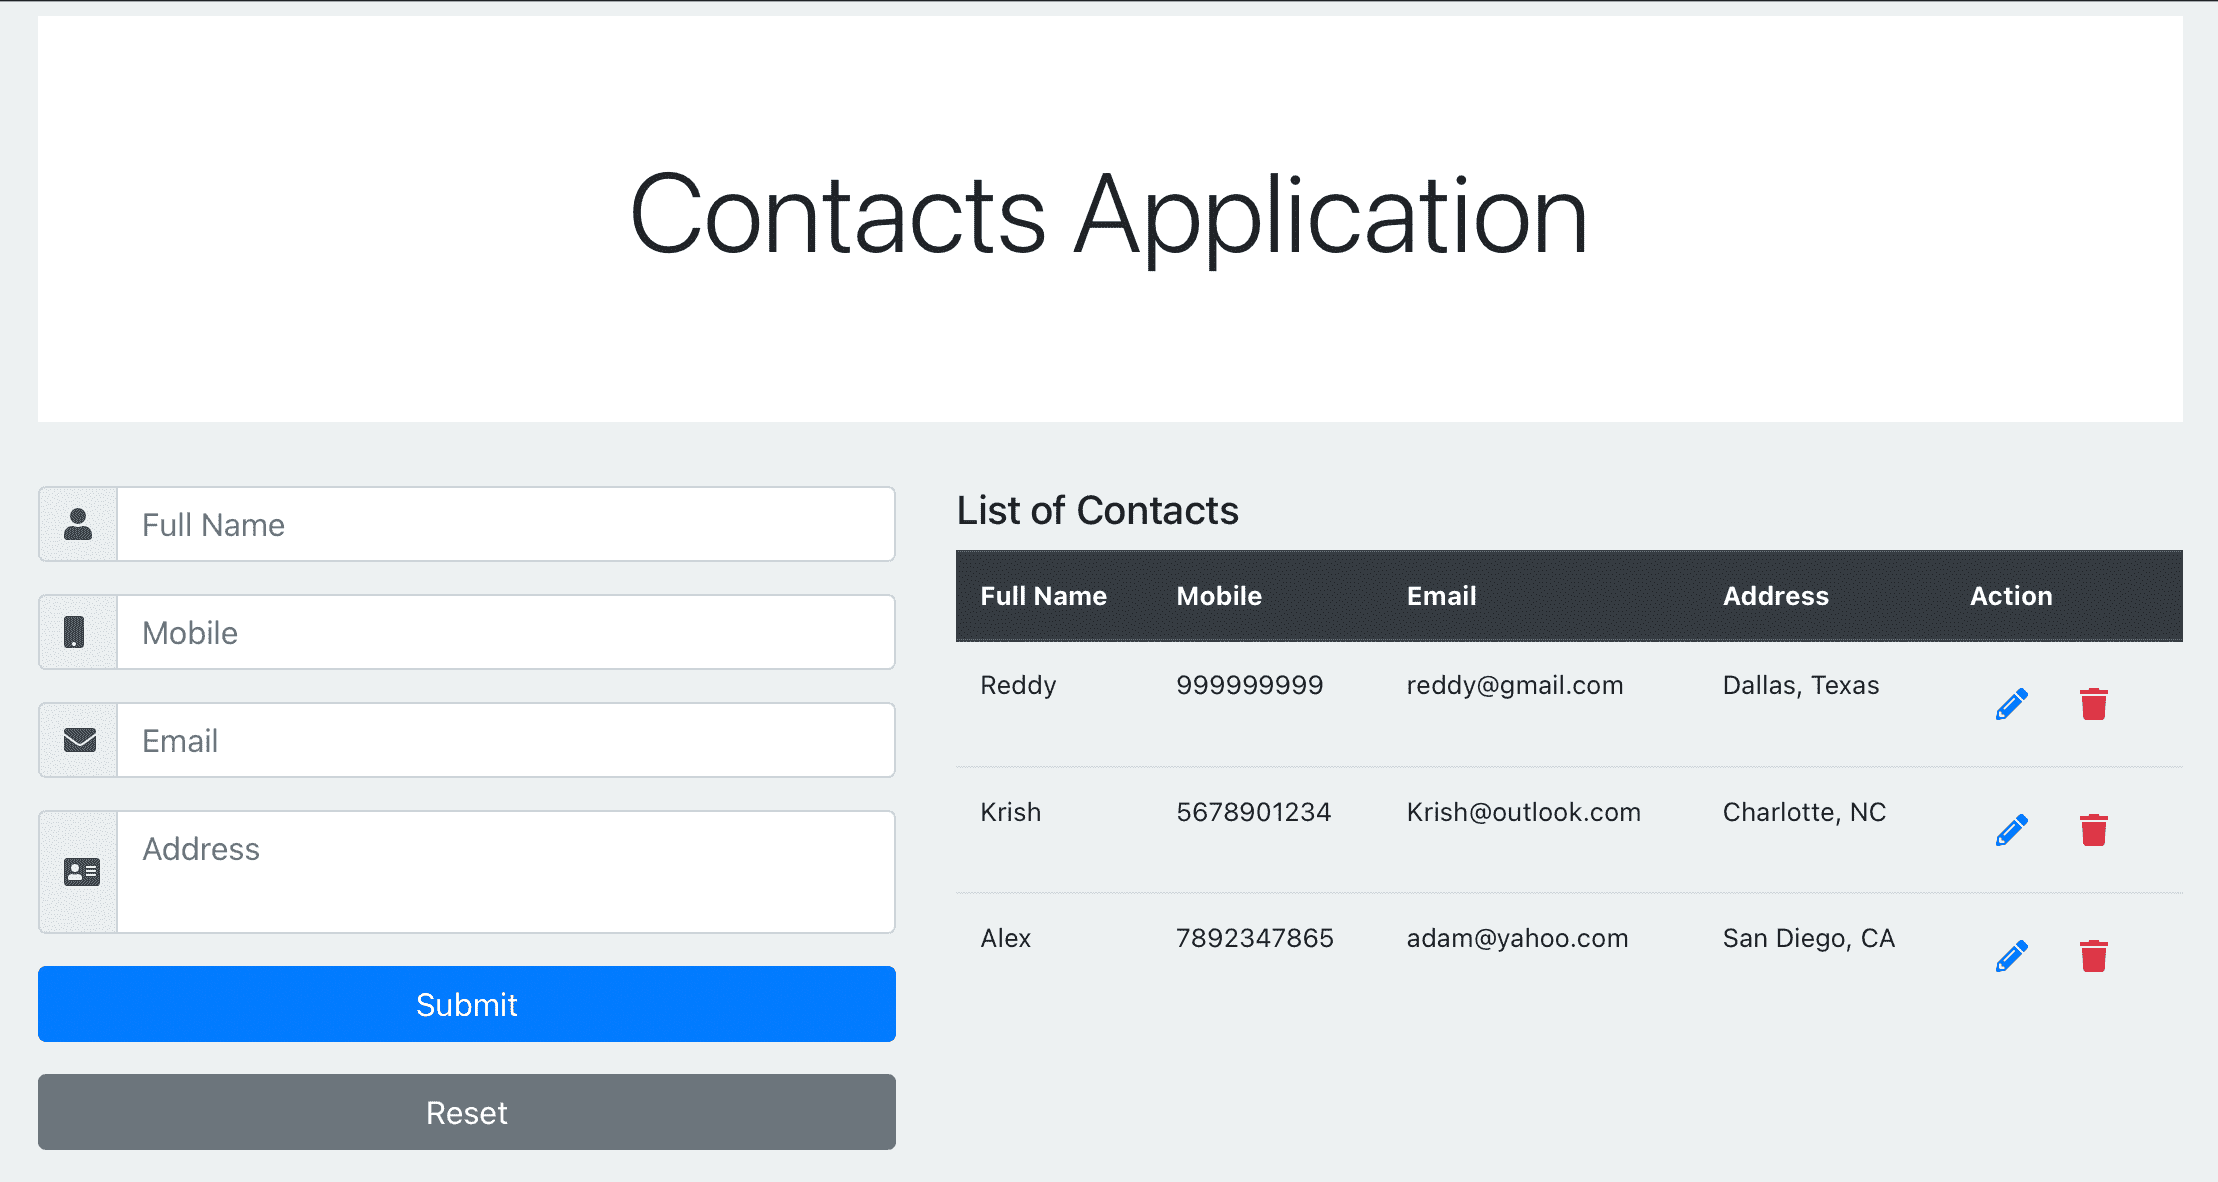 Contacts Application
Full Name
Mobile
Email
Address
Submit
Reset
List of Contacts
Full Name Mobile Email Address Action
Reddy 999999999 reddy@gmail.com Dallas, Texas
Krish 5678901234 Krish@outlook.com Charlotte, NC
Alex 7892347865 adam@yahoo.com San Diego, CA